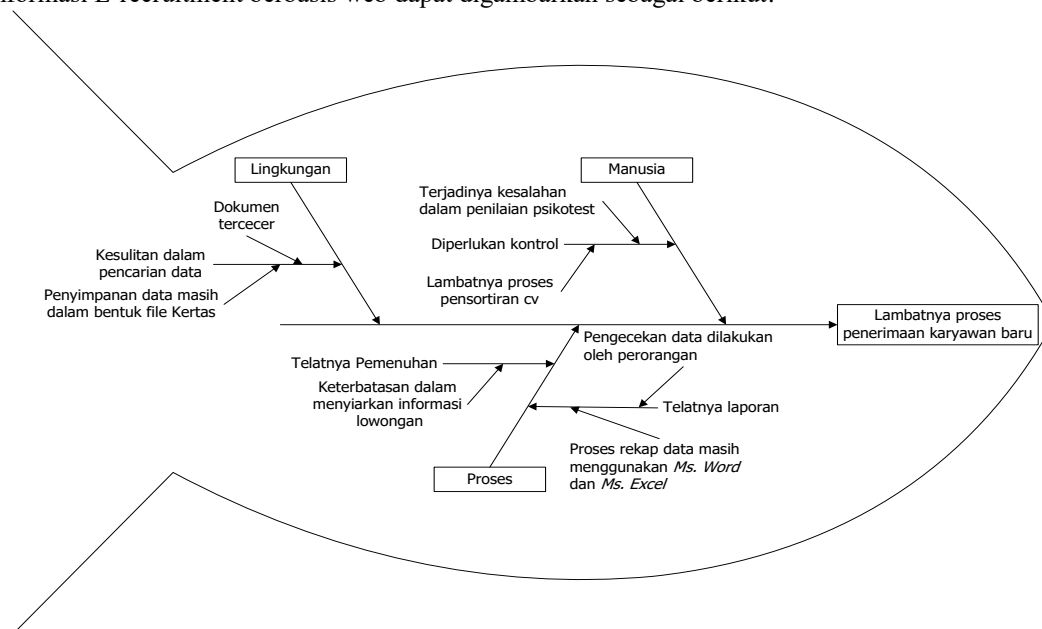 nformasi E-recruitment berbasis web dapat digambarkan sebagai berikut:
Lingkungan
Manusia
Dokumen
tercecer
Terjadinya kesalahan
dalam penilaian psikotest
Kesulitan dalam
pencarian data
Diperlukan kontrol
Penyimpanan data masih
dalam bentuk file Kertas
Lambatnya proses
pensortiran cv
Lambatnya proses
penerimaan karyawan baru
Pengecekan data dilakukan
oleh perorangan
Telatnya Pemenuhan
Keterbatasan dalam
menyiarkan informasi
lowongan
Telatnya laporan
Proses rekap data masih
menggunakan Ms. Word
dan Ms. Excel
Proses